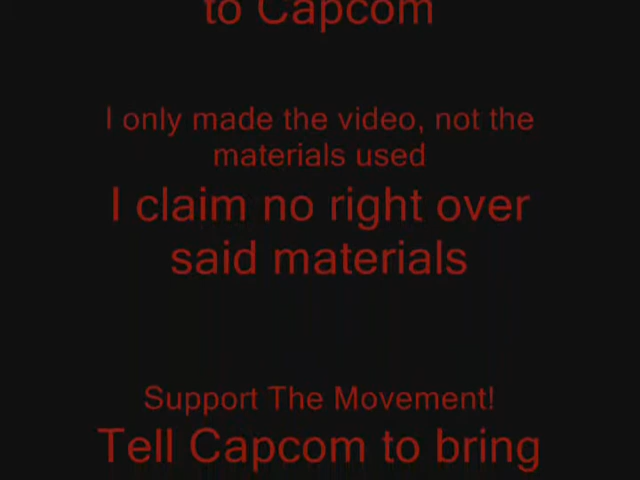 to Capcom
I only made the video, not the
materials used
I claim no right over
said materials
Support The Movement!
Tell Capcom to bring